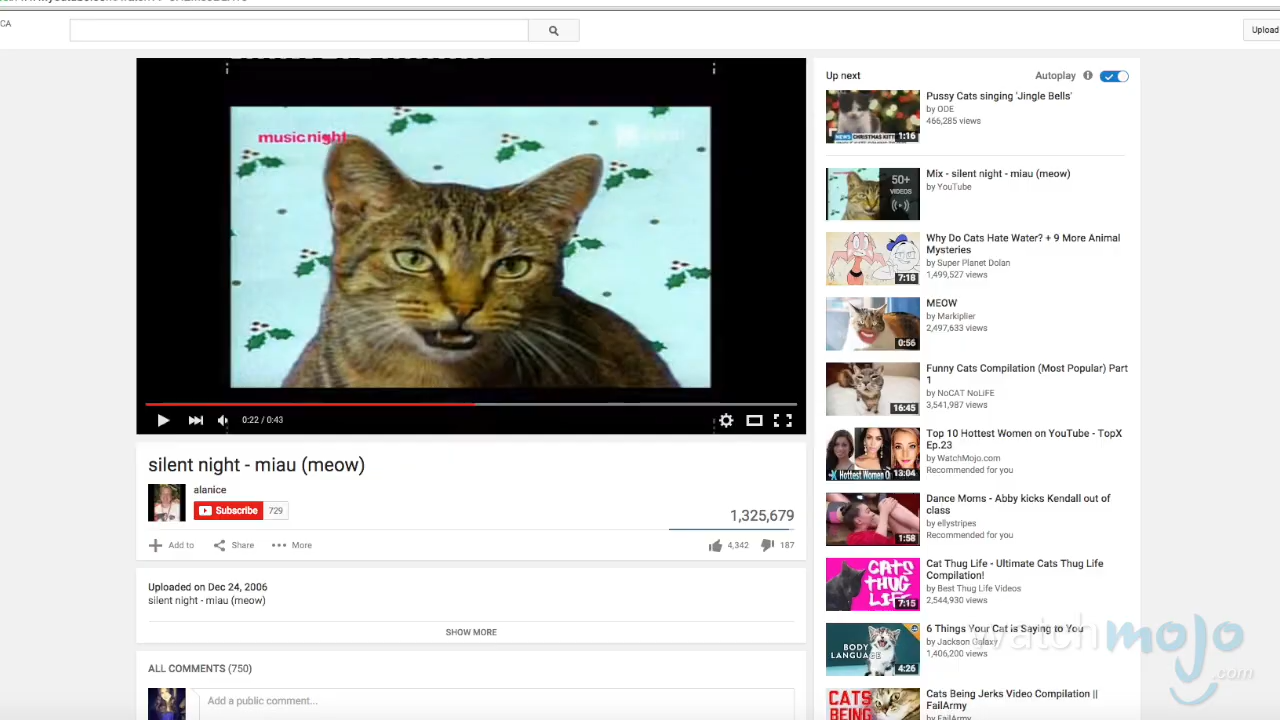 CA
Upload
music night
0:22 / 0:43
silent night - miau (meow)
alanice
Subscribe 729
1,325,679
Add to Share More
4,342 187
Uploaded on Dec 24, 2006
silent night - miau (meow)
SHOW MORE
ALL COMMENTS (750)
Add a public comment...
Up next Autoplay
Pussy Cats singing 'Jingle Bells'
by ODE
466,285 views
NEWS CHRISTMAS KITT 1:16
Mix - silent night - miau (meow)
by YouTube
50+
VIDEOS
Why Do Cats Hate Water? + 9 More Animal
Mysteries
by Super Planet Dolan
1,499,527 views
7:18
MEOW
by Markiplier
2,497,633 views
0:56
Funny Cats Compilation (Most Popular) Part
1
by NoCAT NoLiFE
3,541,987 views
16:45
Top 10 Hottest Women on YouTube - TopX
Ep.23
by WatchMojo.com
Recommended for you
Hottest Women O 13:04
Dance Moms - Abby kicks Kendall out of
class
by ellystripes
Recommended for you
1:58
Cat Thug Life - Ultimate Cats Thug Life
Compilation!
by Best Thug Life Videos
2,544,930 views
CATS
THUG
LIFE
7:15
6 Things Your Cat is Saying to You
by Jackson Galaxy
1,406,200 views
BODY
LANGUAGE
4:26
Cats Being Jerks Video Compilation ||
FailArmy
by FailArmy
CATS
BEING
watchmojo
.com